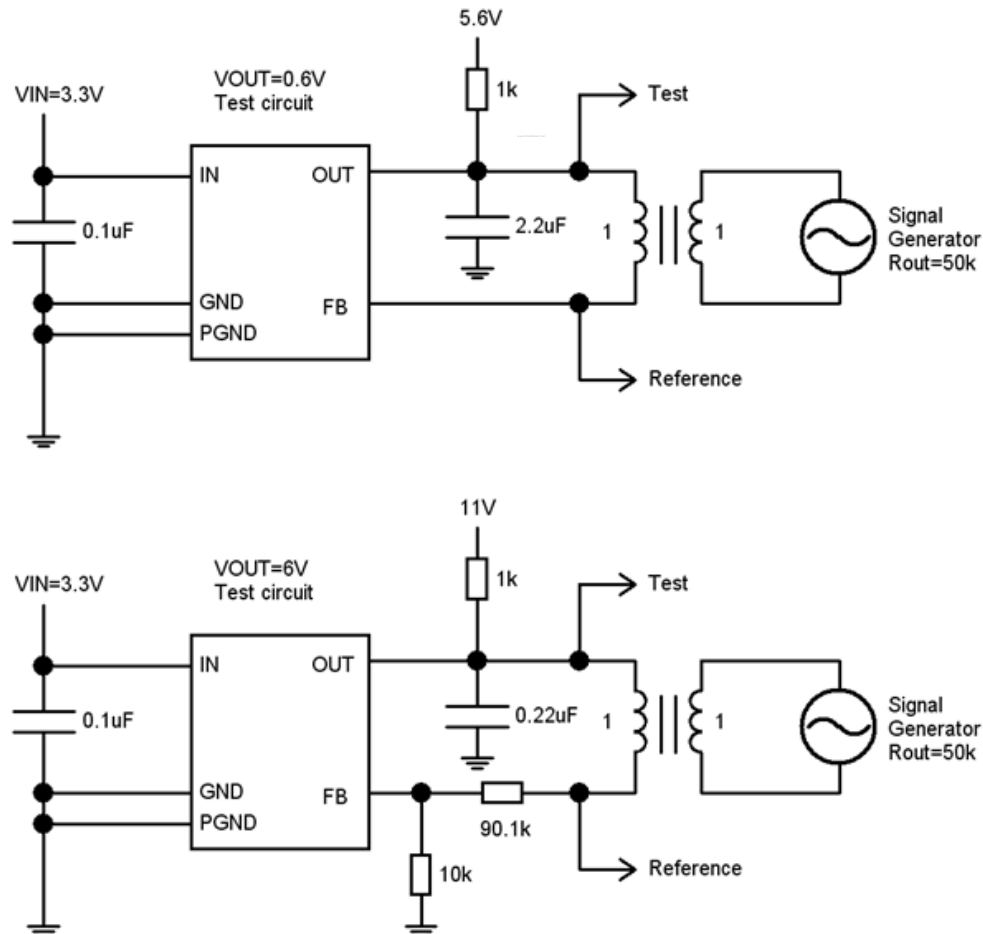 5.6V
VOUT=0.6V
Test circuit
VIN=3.3V
1k
Test
IN
OUT
0.1uF
2.2uF
1
1
Signal
Generator
Rout=50k
GND
FB
PGND
Reference
11V
VOUT=6V
Test circuit
VIN=3.3V
1k
Test
IN
OUT
0.1uF
0.22uF
1
1
Signal
Generator
Rout=50k
GND
FB
PGND
90.1k
10k
Reference